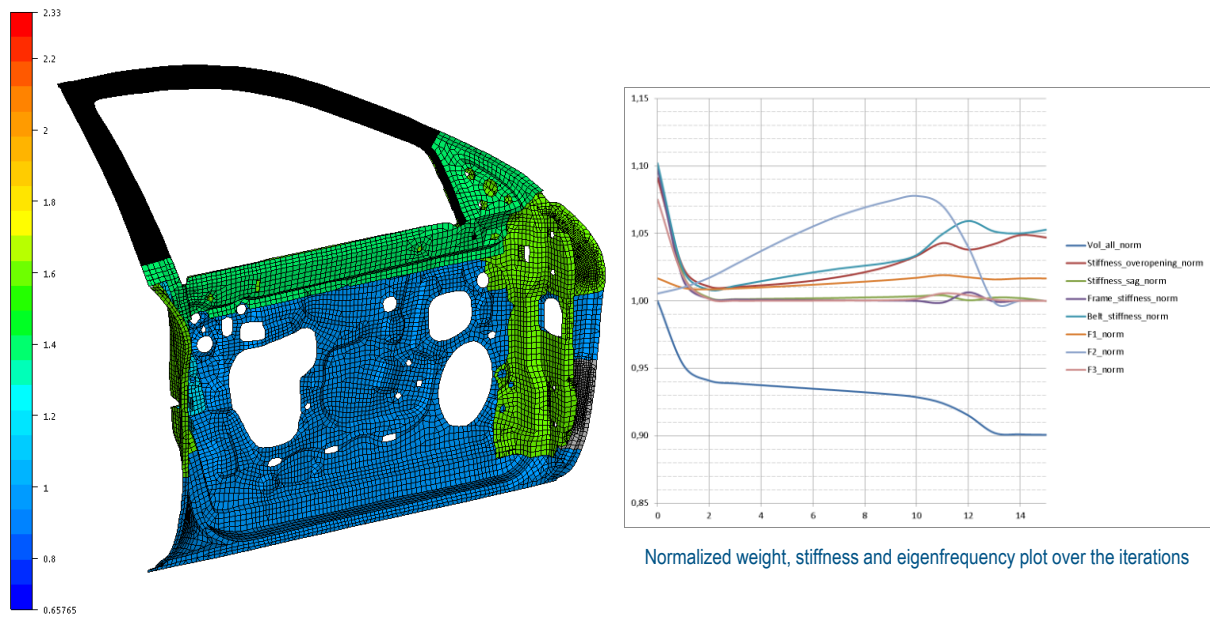 2.33
2.2
2
1.8
1.6
1.4
1.2
1
0.8
0.65765
1,15
1,10
1,05
1,00
0,95
0,90
0,85
0 2 4 6 8 10 12 14
Vol_all_norm
Stiffness_overopening_norm
Stiffness_sag_norm
Frame_stiffness_norm
Belt_stiffness_norm
F1_norm
F2_norm
F3_norm
Normalized weight, stiffness and eigenfrequency plot over the iterations